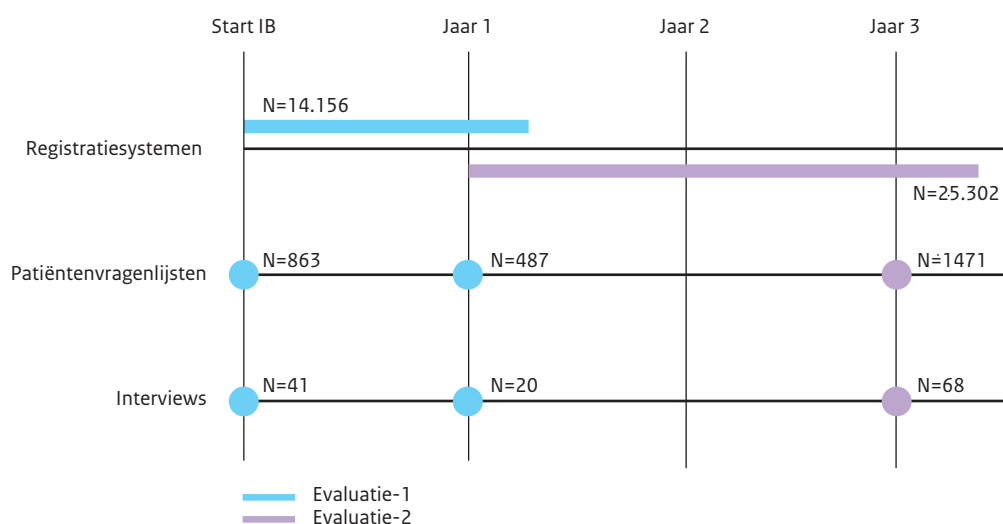 Start IB Jaar 1 Jaar 2 Jaar 3
N=14.156
Registratiesystemen
N=25.302
Patiëntenvragenlijsten N=863 N=487 N=1471
Interviews N=41 N=20 N=68
Evaluatie-1
Evaluatie-2